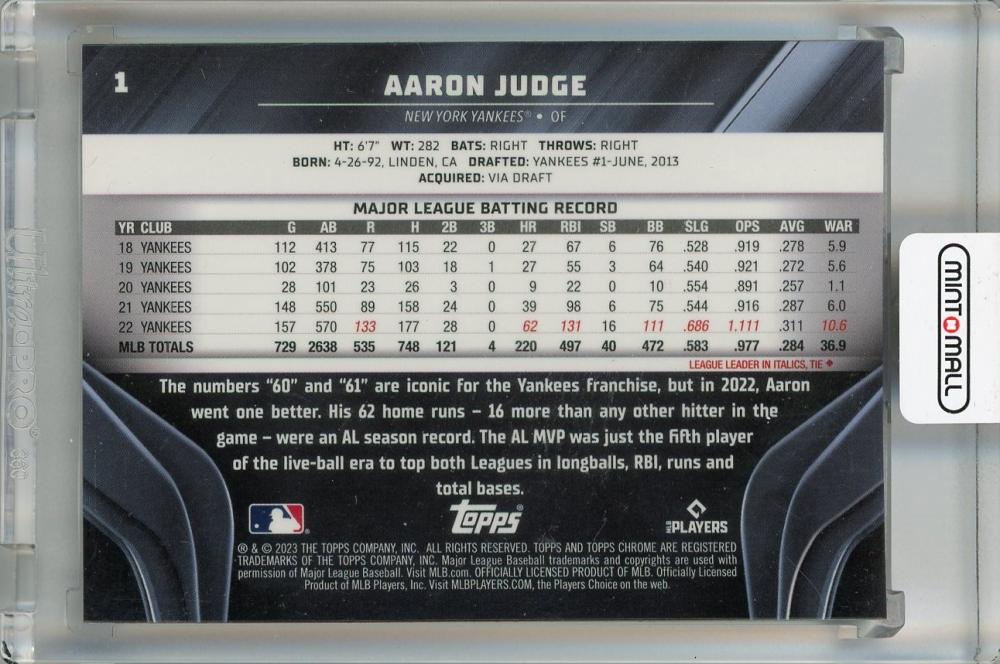 1
AARON JUDGE
NEW YORK YANKEES® • OF
HT: 6'7" WT: 282 BATS: RIGHT THROWS: RIGHT
BORN: 4-26-92, LINDEN, CA DRAFTED: YANKEES #1-JUNE, 2013
ACQUIRED: VIA DRAFT
MAJOR LEAGUE BATTING RECORD
YR CLUB G AB R H 2B 3B HR RBI SB BB SLG OPS AVG WAR
18 YANKEES 112 413 77 115 22 0 27 67 6 76 .528 .919 .278 5.9
19 YANKEES 102 378 75 103 18 1 27 55 3 64 .540 .921 .272 5.6
20 YANKEES 28 101 23 26 3 0 9 22 0 10 .554 .891 .257 1.1
21 YANKEES 148 550 89 158 24 0 39 98 6 75 .544 .916 .287 6.0
22 YANKEES 157 570 133 177 28 0 62 131 16 111 .686 1.111 .311 10.6
MLB TOTALS 729 2638 535 748 121 4 220 497 40 472 .583 .977 .284 36.9
LEAGUE LEADER IN ITALICS, TIE ♦
The numbers "60" and "61" are iconic for the Yankees franchise, but in 2022, Aaron
went one better. His 62 home runs – 16 more than any other hitter in the
game – were an AL season record. The AL MVP was just the fifth player
of the live-ball era to top both Leagues in longballs, RBI, runs and
total bases.
Topps®
MLB PLAYERS
® & © 2023 THE TOPPS COMPANY, INC. ALL RIGHTS RESERVED. TOPPS AND TOPPS CHROME ARE REGISTERED
TRADEMARKS OF THE TOPPS COMPANY, INC. Major League Baseball trademarks and copyrights are used with
permission of Major League Baseball. Visit MLB.com. OFFICIALLY LICENSED PRODUCT OF MLB. Officially Licensed
Product of MLB Players, Inc. Visit MLBPLAYERS.COM, the Players Choice on the web.
MINTOMALL
Ultra•PRO®